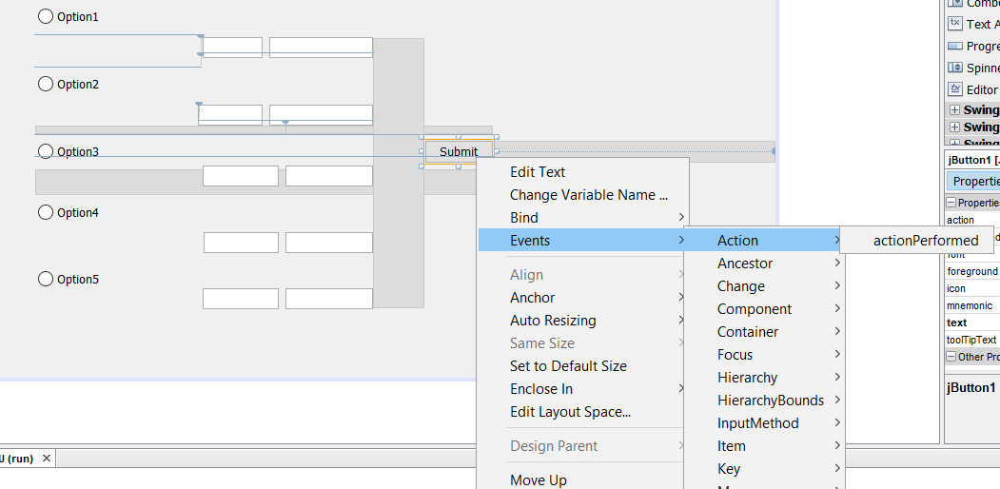 Option1
Option2
Option3
Option4
Option5
Submit
Edit Text
Change Variable Name ...
Bind
Events
Align
Anchor
Auto Resizing
Same Size
Set to Default Size
Enclose In
Edit Layout Space...
Design Parent
Move Up
Action
Ancestor
Change
Component
Container
Focus
Hierarchy
HierarchyBounds
InputMethod
Item
Key
actionPerformed
Text A
Progre
Spinne
Editor
Swing
Swing
Swing
jButton1 [.
Propertie
Properties
action
font
foreground
icon
mnemonic
text
toolTipText
Other Pro
jButton1
U (run)